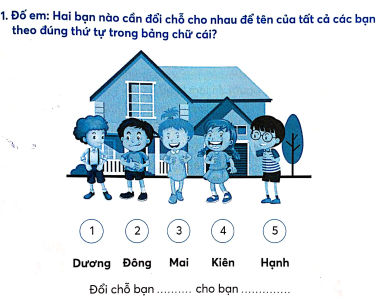 1. Đố em: Hai bạn nào cần đổi chỗ cho nhau để tên của tất cả các bạn
theo đúng thứ tự trong bảng chữ cái?
1 2 3 4 5
Dương Đông Mai Kiên Hạnh
Đổi chỗ bạn .......... cho bạn .............